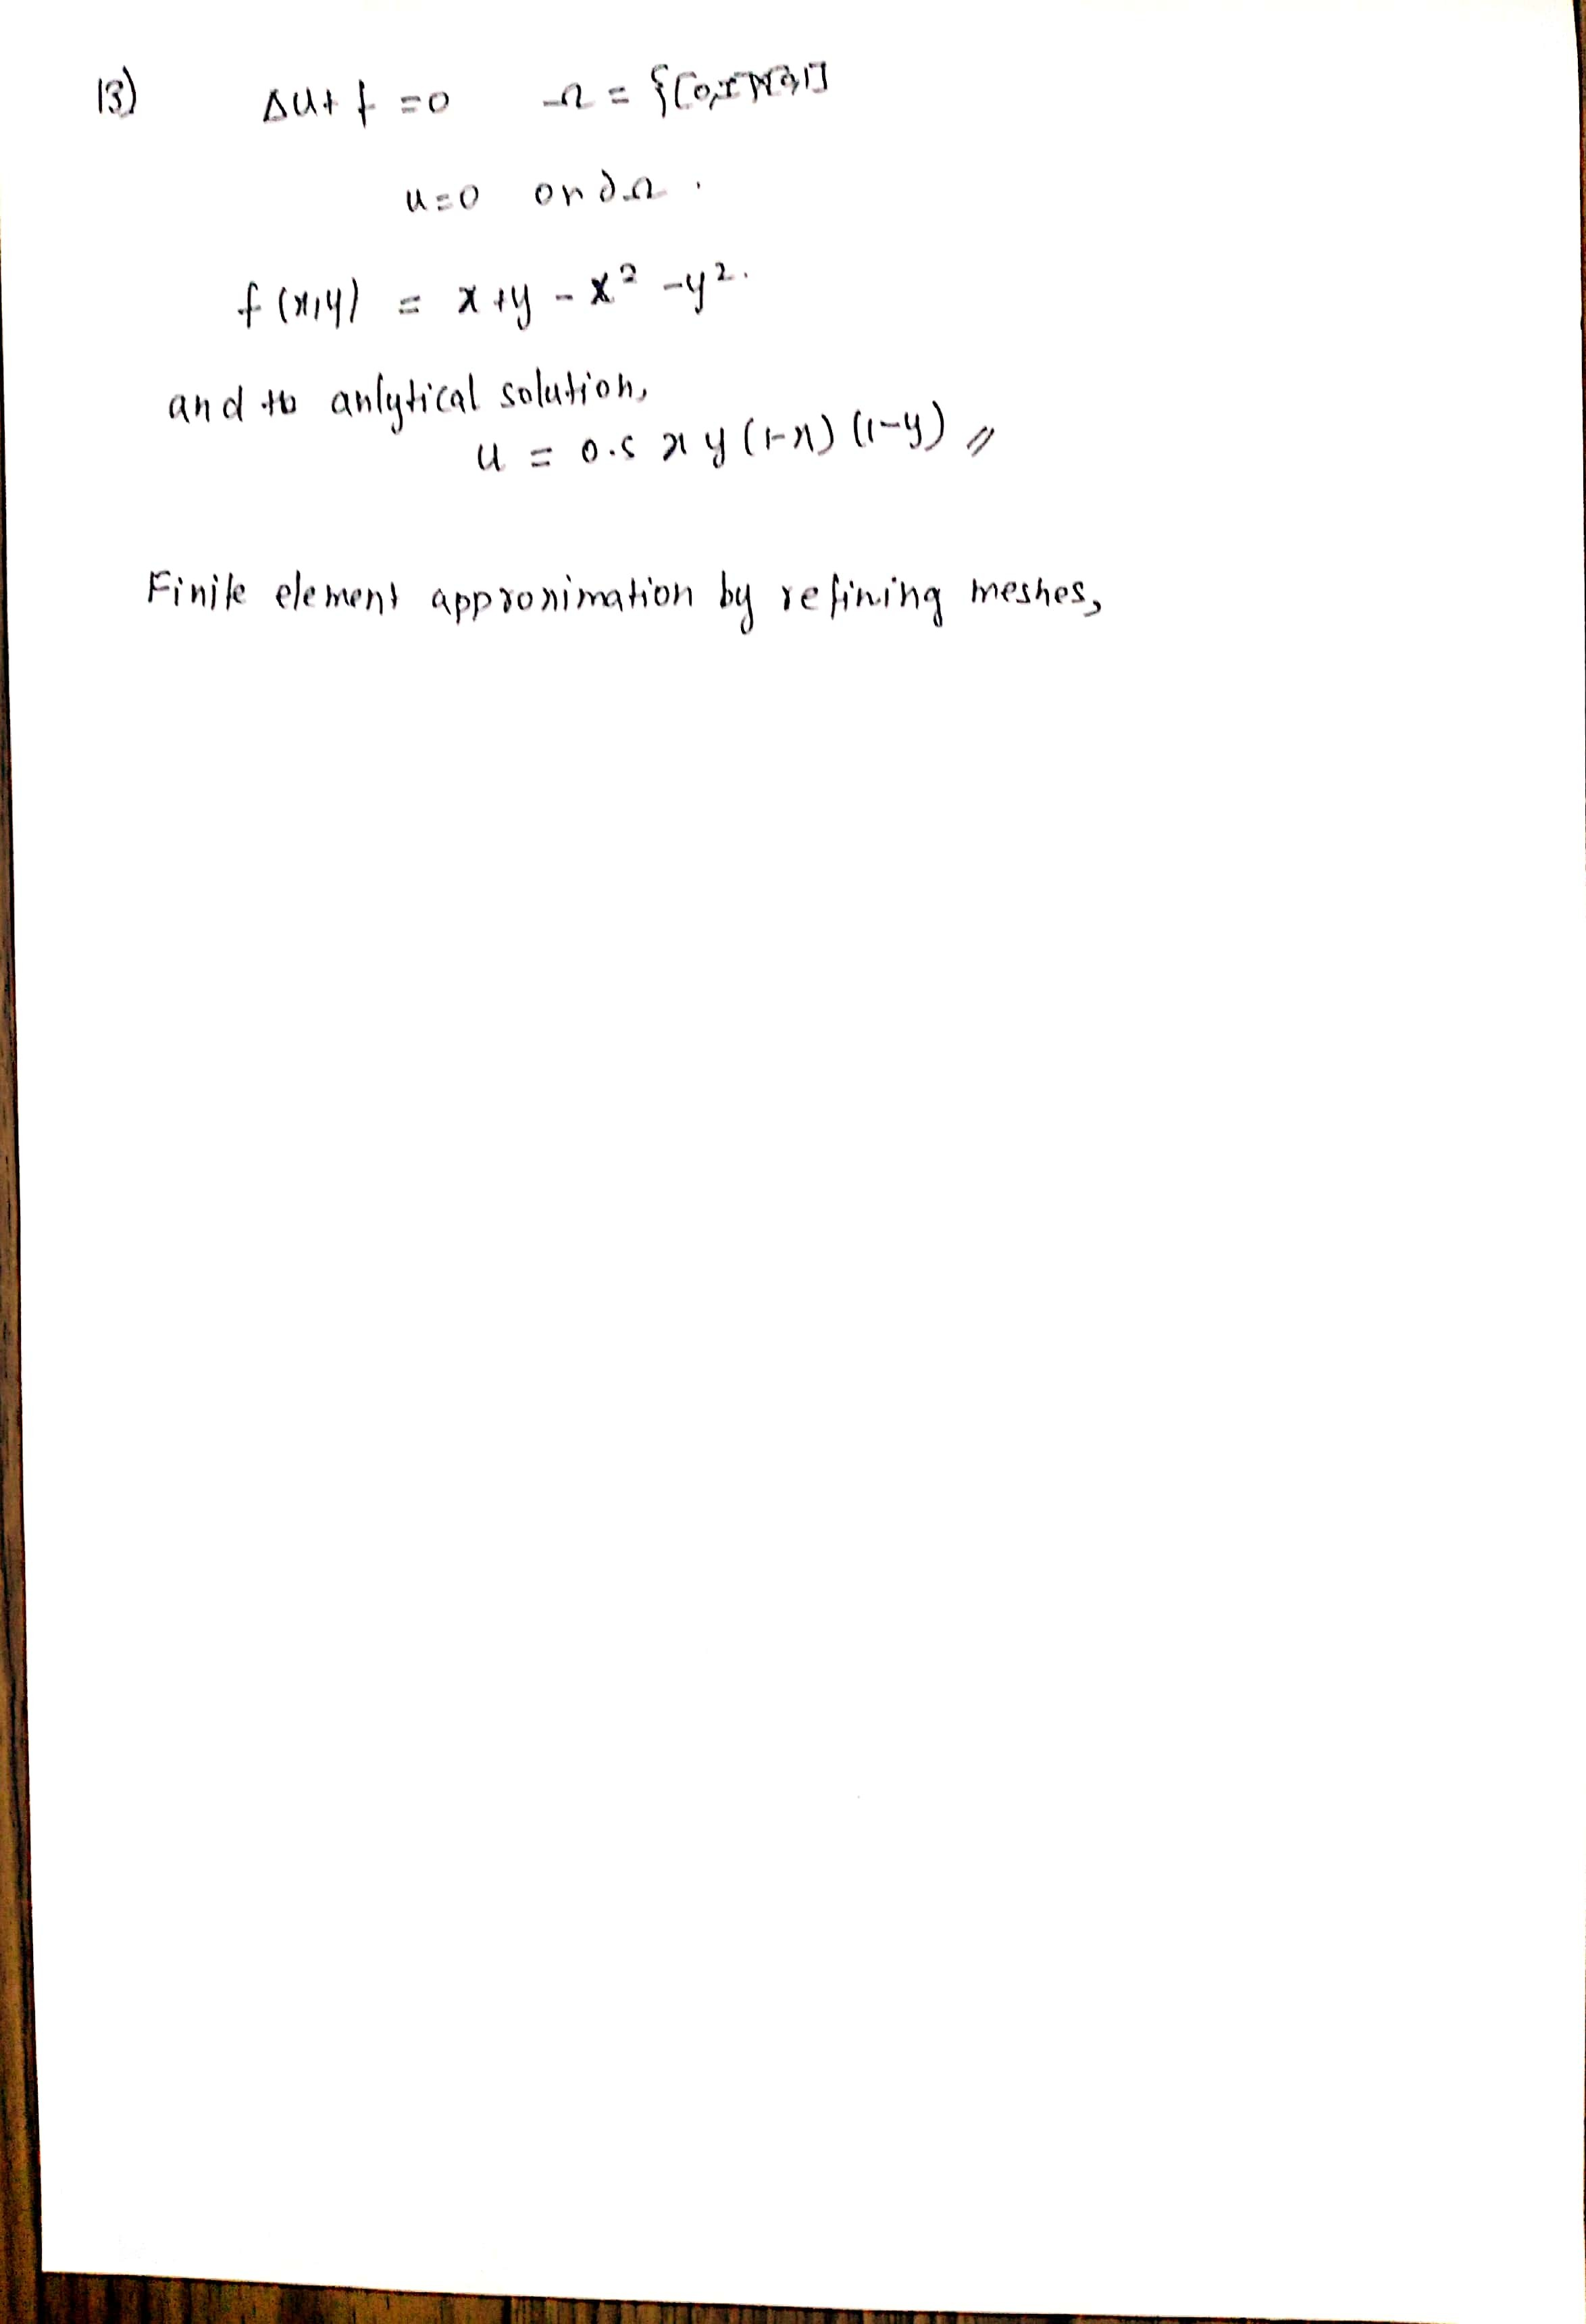 13) Δu + f = 0 Ω = {[0,1]×[0,1]
u=0 on ∂Ω.
f(x,y) = x+y - x² - y².
and the anlytical solution,
u = 0.5 x y (1-x) (1-y) //
Finite element approximation by refining meshes,